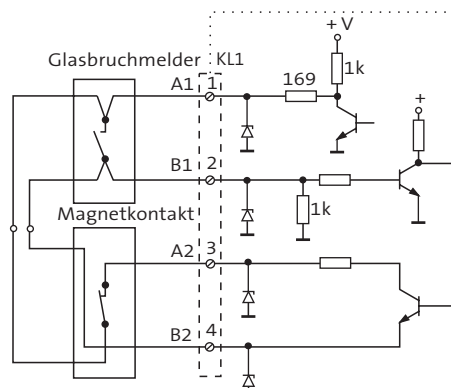 + V
Glasbruchmelder KL1
A1 1 169 1k
+
B1 2
1k
Magnetkontakt
A2 3
B2 4